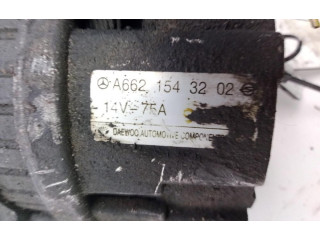 A662 154 32 02
14V-75A
DAEWOO AUTOMOTIVE COMPONENTS